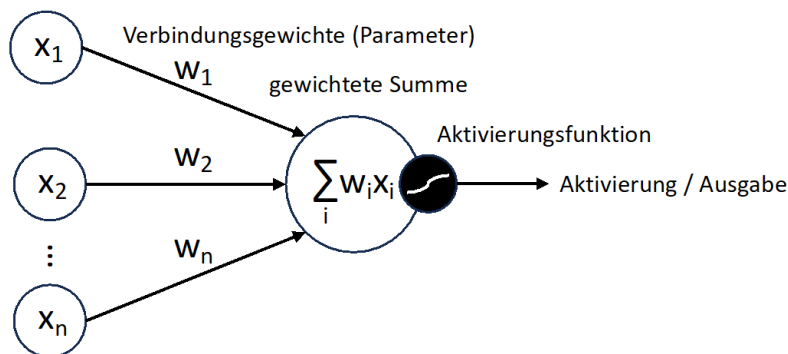 x₁
Verbindungsgewichte (Parameter)
w₁
gewichtete Summe
Aktivierungsfunktion
x₂
w₂
∑ wᵢxᵢ
i
Aktivierung / Ausgabe
⋮
wₙ
xₙ